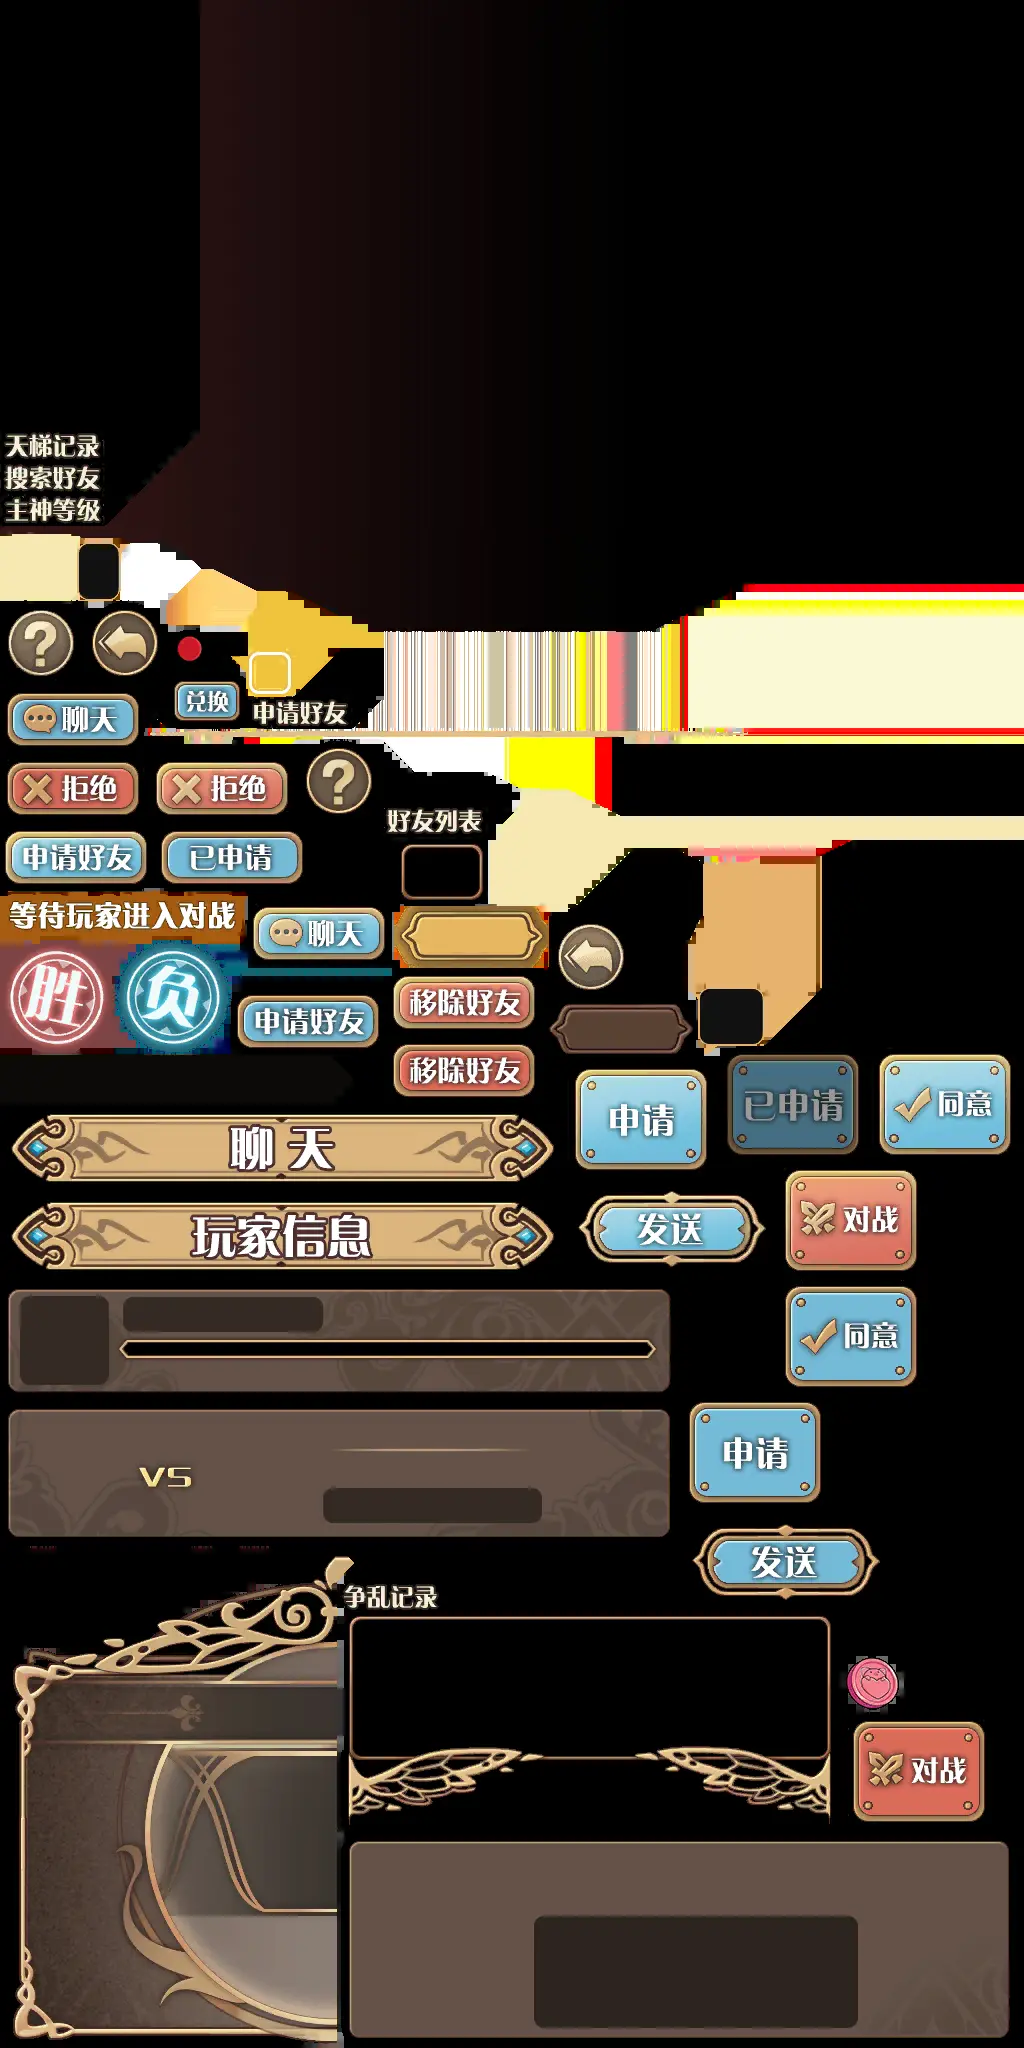 天梯记录
搜索好友
主神等级
兑换
申请好友
聊天
拒绝
拒绝
好友列表
申请好友
已申请
等待玩家进入对战
聊天
胜
负
移除好友
申请好友
移除好友
申请
已申请
同意
聊天
发送
对战
玩家信息
同意
申请
VS
发送
争乱记录
对战